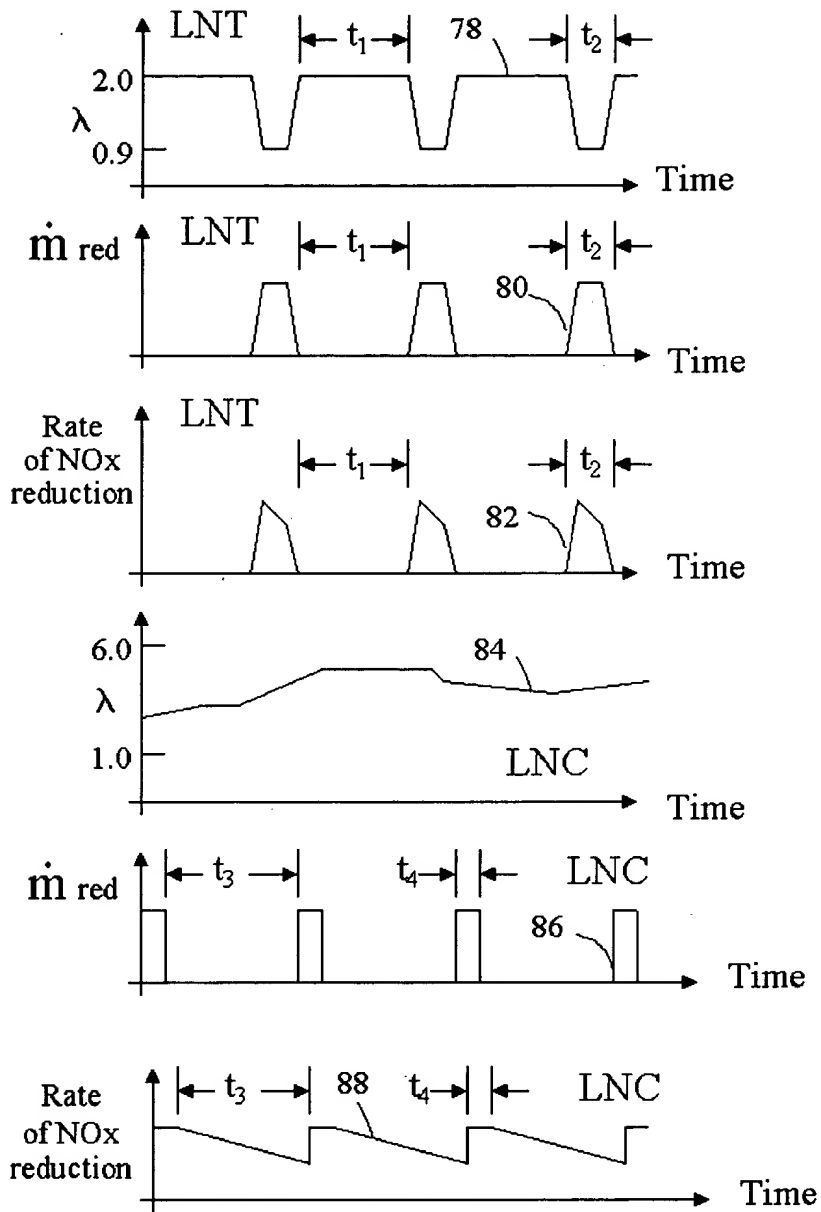 LNT
t1
78
t2
2.0
λ
0.9
Time
ṁ red
LNT
t1
t2
80
Time
LNT
Rate
of NOx
reduction
t1
t2
82
Time
6.0
84
λ
1.0
LNC
Time
ṁ red
t3
t4
LNC
86
Time
Rate
of NOx
reduction
t3
88
t4
LNC
Time